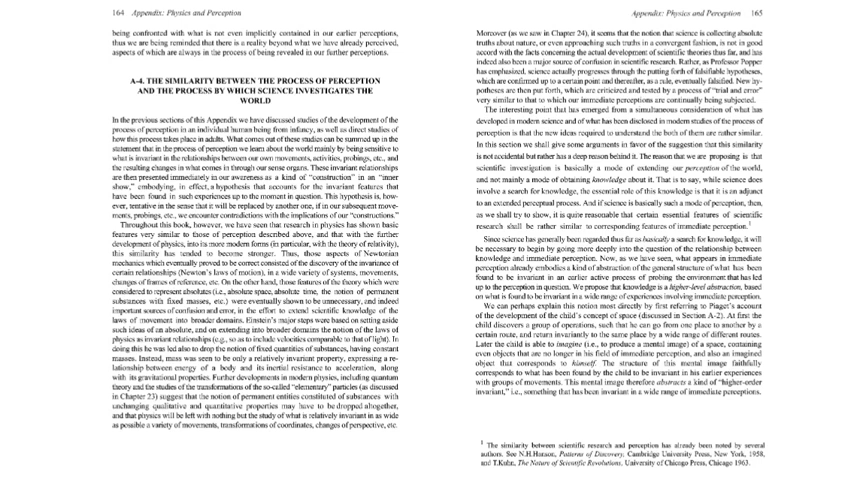 164 Appendix: Physics and Perception
being confronted with what is not even implicitly contained in our earlier perceptions,
thus we are being reminded that there is a reality beyond what we have already perceived,
aspects of which are always in the process of being revealed in our further perceptions.
A-4. THE SIMILARITY BETWEEN THE PROCESS OF PERCEPTION
AND THE PROCESS BY WHICH SCIENCE INVESTIGATES THE
WORLD
In the previous sections of this Appendix we have discussed studies of the development of the
process of perception in an individual human being from infancy, as well as direct studies of
how this process takes place in adults. What comes out of these studies can be summed up in the
statement that in the process of perception we learn about the world mainly by being sensitive to
what is invariant in the relationships between our own movements, activities, probings, etc., and
the resulting changes in what comes in through our sense organs. These invariant relationships
are then presented immediately in our awareness as a kind of "construction" in an "inner
show," embodying, in effect, a hypothesis that accounts for the invariant features that
have been found in such experiences up to the moment in question. This hypothesis is, how-
ever, tentative in the sense that it will be replaced by another one, if in our subsequent move-
ments, probings, etc., we encounter contradictions with the implications of our "constructions."
Throughout this book, however, we have seen that research in physics has shown basic
features very similar to those of perception described above, and that with the further
development of physics, into its more modern forms (in particular, with the theory of relativity),
this similarity has tended to become stronger. Thus, those aspects of Newtonian
mechanics which eventually proved to be correct consisted of the discovery of the invariance of
certain relationships (Newton's laws of motion), in a wide variety of systems, movements,
changes of frames of reference, etc. On the other hand, those features of the theory which were
considered to represent absolutes (i.e., absolute space, absolute time, the notion of permanent
substances with fixed masses, etc.) were eventually shown to be unnecessary, and indeed
important sources of confusion and error, in the effort to extend scientific knowledge of the
laws of movement into broader domains. Einstein's major steps were based on setting aside
such ideas of an absolute, and on extending into broader domains the notion of the laws of
physics as invariant relationships (e.g., so as to include velocities comparable to that of light). In
doing this he was led also to drop the notion of fixed quantities of substances, having constant
masses. Instead, mass was seen to be only a relatively invariant property, expressing a re-
lationship between energy of a body and its inertial resistance to acceleration, along
with its gravitational properties. Further developments in modern physics, including quantum
theory and the studies of the transformations of the so-called "elementary" particles (as discussed
in Chapter 23) suggest that the notion of permanent entities constituted of substances with
unchanging qualitative and quantitative properties may have to be dropped altogether,
and that physics will be left with nothing but the study of what is relatively invariant in as wide
as possible a variety of movements, transformations of coordinates, changes of perspective, etc.
Appendix: Physics and Perception 165
Moreover (as we saw in Chapter 24), it seems that the notion that science is collecting absolute
truths about nature, or even approaching such truths in a convergent fashion, is not in good
accord with the facts concerning the actual development of scientific theories thus far, and has
indeed also been a major source of confusion in scientific research. Rather, as Professor Popper
has emphasized, science actually progresses through the putting forth of falsifiable hypotheses,
which are confirmed up to a certain point and thereafter, as a rule, eventually falsified. New hy-
potheses are then put forth, which are criticized and tested by a process of "trial and error"
very similar to that to which our immediate perceptions are continually being subjected.
The interesting point that has emerged from a simultaneous consideration of what has
developed in modern science and of what has been disclosed in modern studies of the process of
perception is that the new ideas required to understand the both of them are rather similar.
In this section we shall give some arguments in favor of the suggestion that this similarity
is not accidental but rather has a deep reason behind it. The reason that we are proposing is that
scientific investigation is basically a mode of extending our perception of the world,
and not mainly a mode of obtaining knowledge about it. That is to say, while science does
involve a search for knowledge, the essential role of this knowledge is that it is an adjunct
to an extended perceptual process. And if science is basically such a mode of perception, then,
as we shall try to show, it is quite reasonable that certain essential features of scientific
research shall be rather similar to corresponding features of immediate perception.1
Since science has generally been regarded thus far as basically a search for knowledge, it will
be necessary to begin by going more deeply into the question of the relationship between
knowledge and immediate perception. Now, as we have seen, what appears in immediate
perception already embodies a kind of abstraction of the general structure of what has been
found to be invariant in an earlier active process of probing the environment that has led
up to the perception in question. We propose that knowledge is a higher-level abstraction, based
on what is found to be invariant in a wide range of experiences involving immediate perception.
We can perhaps explain this notion most directly by first referring to Piaget's account
of the development of the child's concept of space (discussed in Section A-2). At first the
child discovers a group of operations, such that he can go from one place to another by a
certain route, and return invariantly to the same place by a wide range of different routes.
Later the child is able to imagine (i.e., to produce a mental image) of a space, containing
even objects that are no longer in his field of immediate perception, and also an imagined
object that corresponds to himself. The structure of this mental image faithfully
corresponds to what has been found by the child to be invariant in his earlier experiences
with groups of movements. This mental image therefore abstracts a kind of "higher-order
invariant," i.e., something that has been invariant in a wide range of immediate perceptions.
1 The similarity between scientific research and perception has already been noted by several
authors. See N.H.Hanson, Patterns of Discovery, Cambridge University Press, New York, 1958,
and T.Kuhn, The Nature of Scientific Revolutions, University of Chicago Press, Chicago 1963.